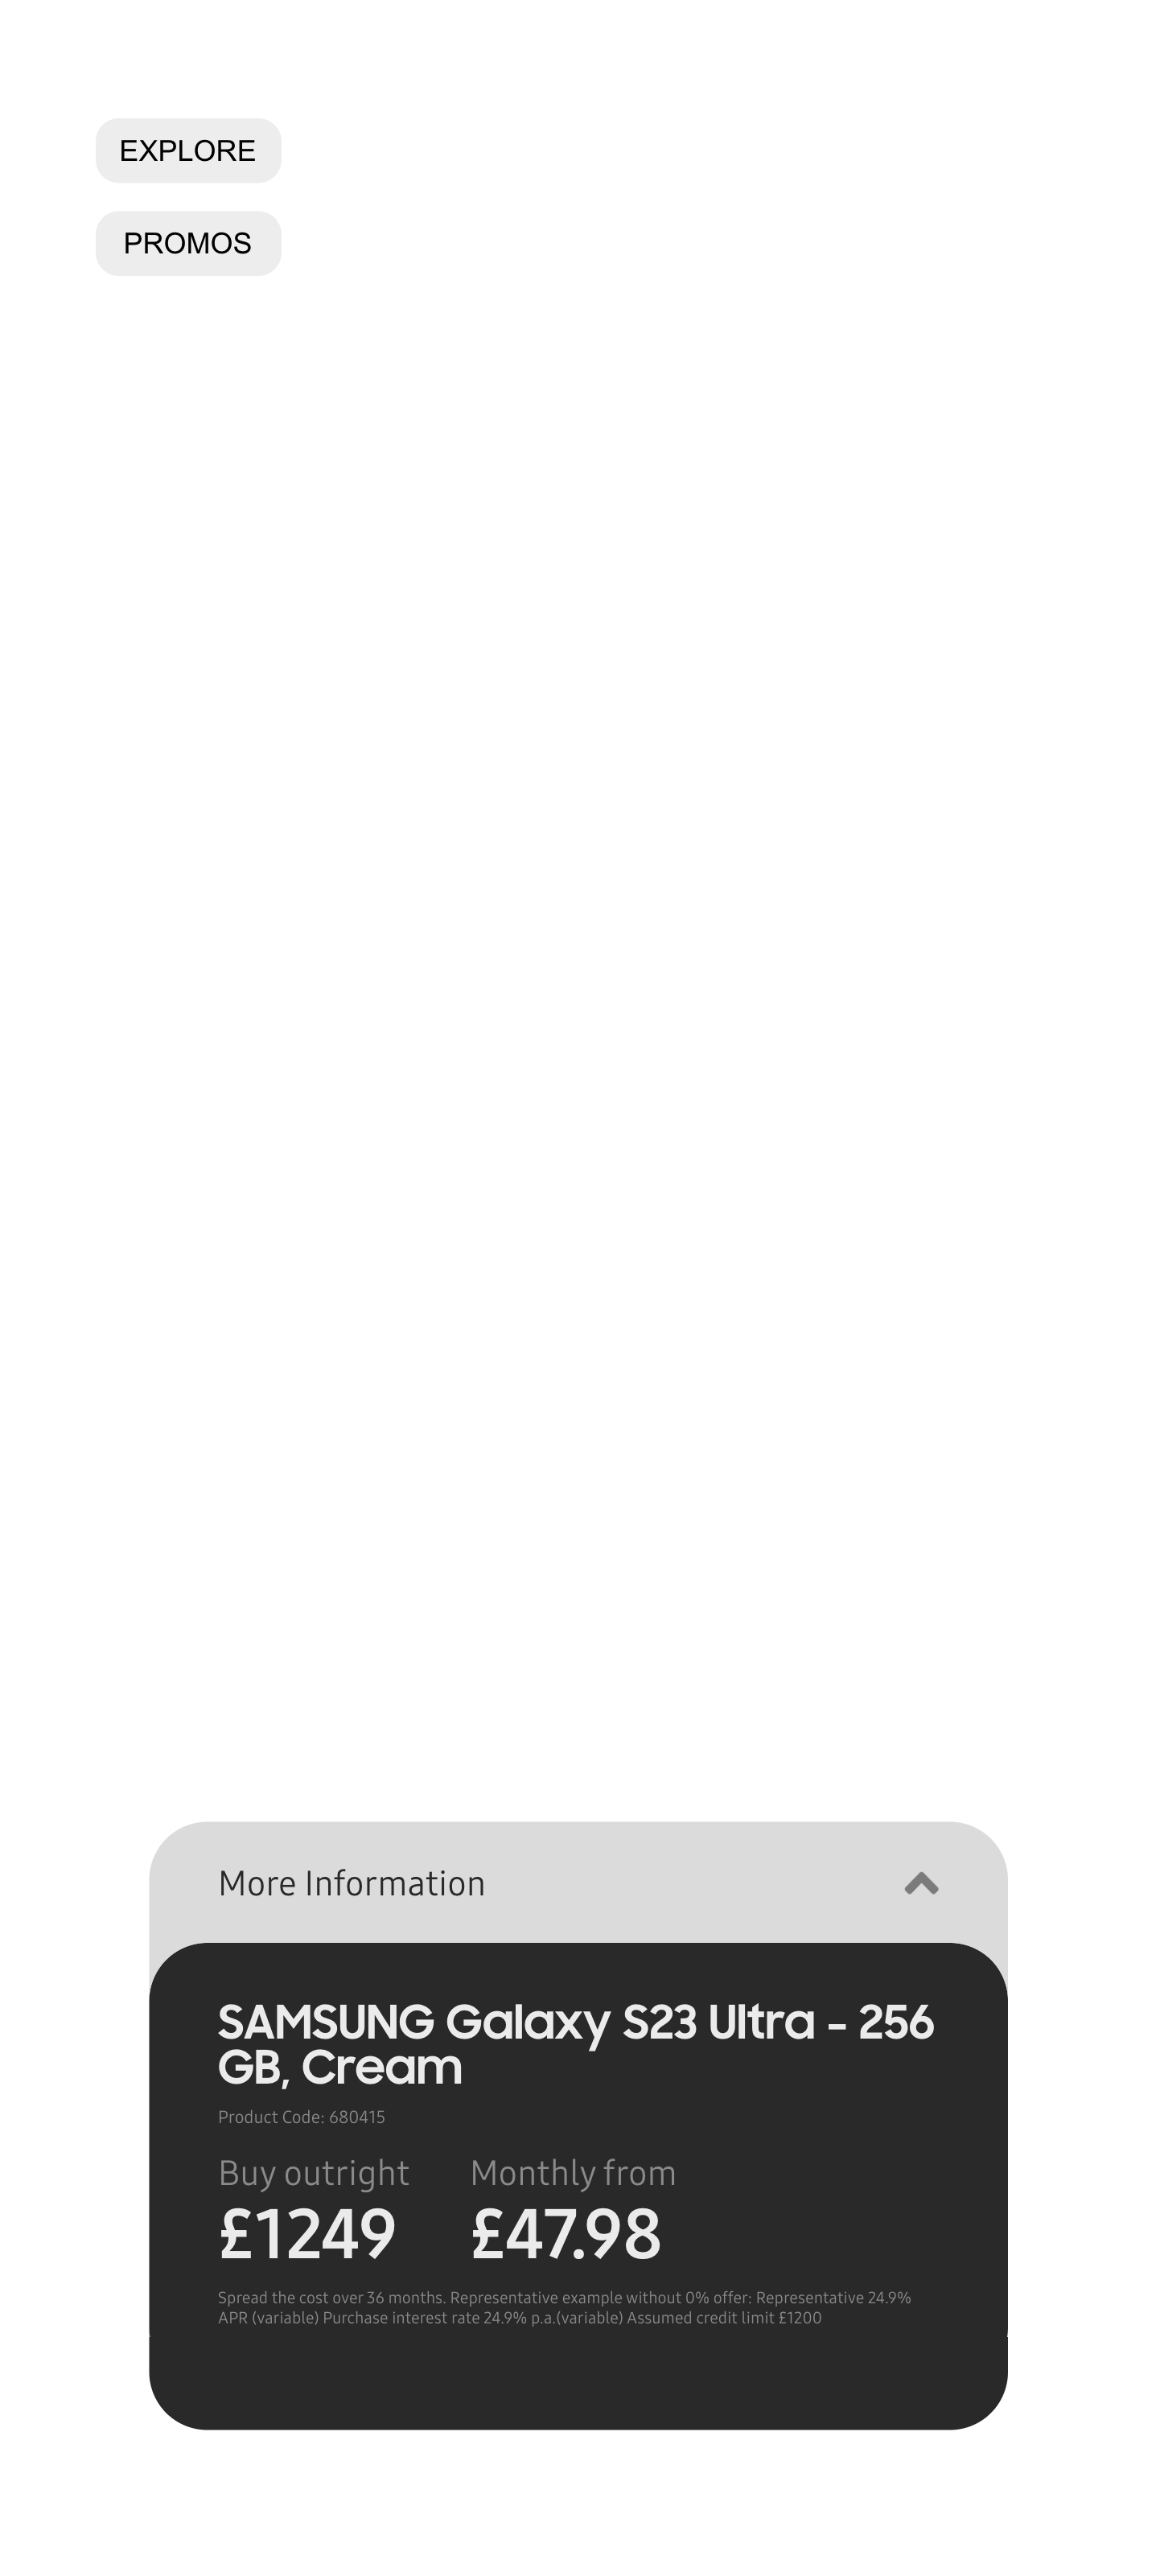 EXPLORE
PROMOS
More Information
SAMSUNG Galaxy S23 Ultra - 256
GB, Cream
Product Code: 680415
Buy outright Monthly from
£1249 £47.98
Spread the cost over 36 months. Representative example without 0% offer: Representative 24.9%
APR (variable) Purchase interest rate 24.9% p.a.(variable) Assumed credit limit £1200